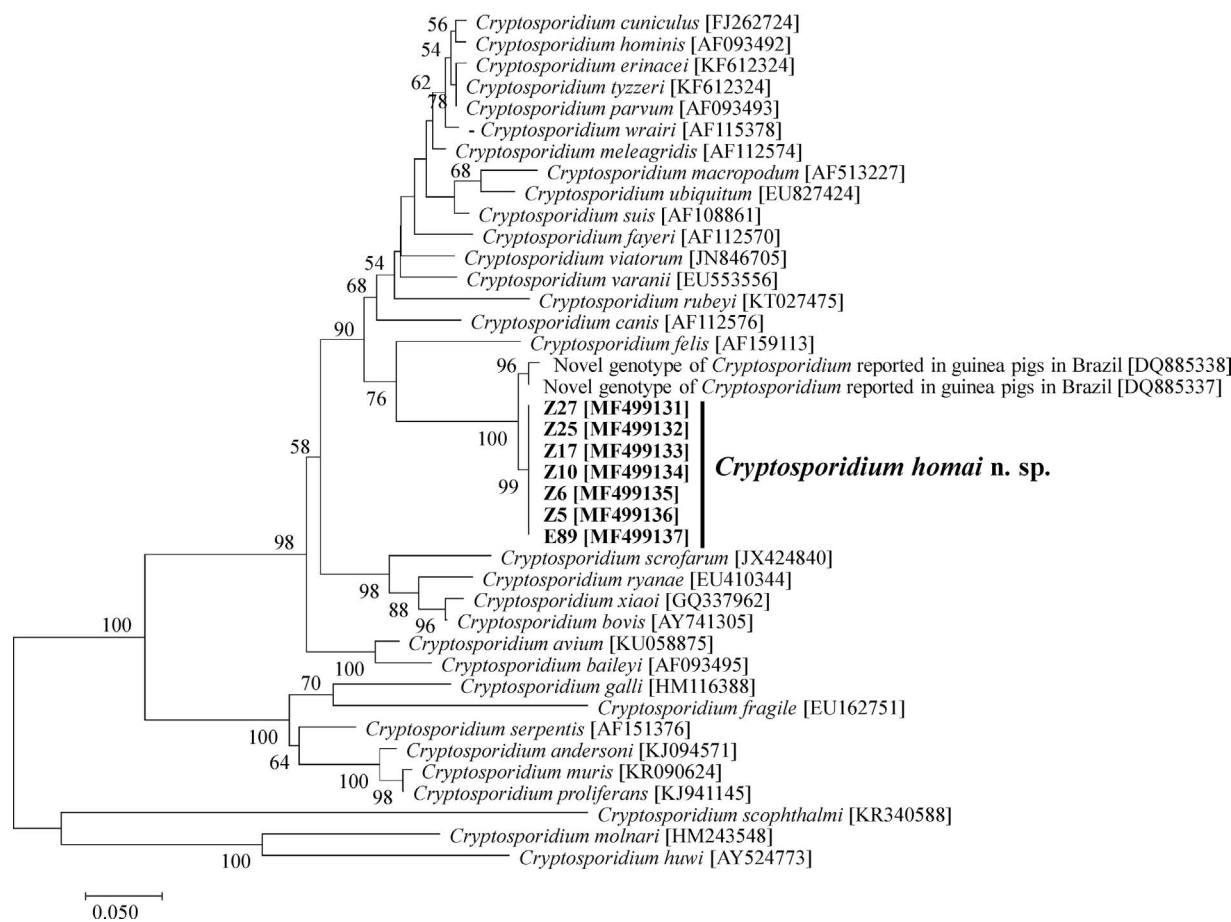 56 Cryptosporidium cuniculus [FJ262724]
54 Cryptosporidium hominis [AF093492]
Cryptosporidium erinacei [KF612324]
62 Cryptosporidium tyzzeri [KF612324]
78 Cryptosporidium parvum [AF093493]
- Cryptosporidium wrairi [AF115378]
Cryptosporidium meleagridis [AF112574]
68 Cryptosporidium macropodum [AF513227]
Cryptosporidium ubiquitum [EU827424]
Cryptosporidium suis [AF108861]
Cryptosporidium fayeri [AF112570]
Cryptosporidium viatorum [JN846705]
54 Cryptosporidium varanii [EU553556]
68 Cryptosporidium rubeyi [KT027475]
Cryptosporidium canis [AF112576]
90 Cryptosporidium felis [AF159113]
96 Novel genotype of Cryptosporidium reported in guinea pigs in Brazil [DQ885338]
76 Novel genotype of Cryptosporidium reported in guinea pigs in Brazil [DQ885337]
Z27 [MF499131]
100 Z25 [MF499132]
58 Z17 [MF499133]
Z10 [MF499134]
99 Z6 [MF499135]
Z5 [MF499136]
E89 [MF499137]
Cryptosporidium homai n. sp.
98 Cryptosporidium scrofarum [JX424840]
98 Cryptosporidium ryanae [EU410344]
88 Cryptosporidium xiaoi [GQ337962]
96 Cryptosporidium bovis [AY741305]
100 Cryptosporidium avium [KU058875]
100 Cryptosporidium baileyi [AF093495]
70 Cryptosporidium galli [HM116388]
Cryptosporidium fragile [EU162751]
100 Cryptosporidium serpentis [AF151376]
64 Cryptosporidium andersoni [KJ094571]
100 Cryptosporidium muris [KR090624]
98 Cryptosporidium proliferans [KJ941145]
Cryptosporidium scophthalmi [KR340588]
Cryptosporidium molnari [HM243548]
100 Cryptosporidium huwi [AY524773]
0.050